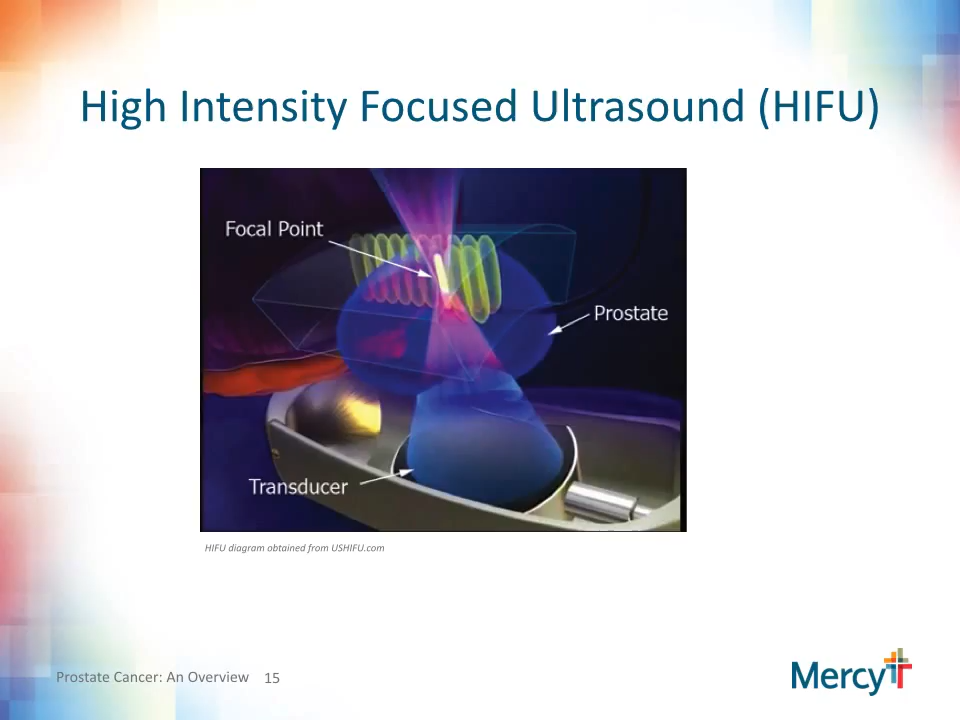 High Intensity Focused Ultrasound (HIFU)
Focal Point
Prostate
Transducer
HIFU diagram obtained from USHIFU.com
Prostate Cancer: An Overview 15
Mercy